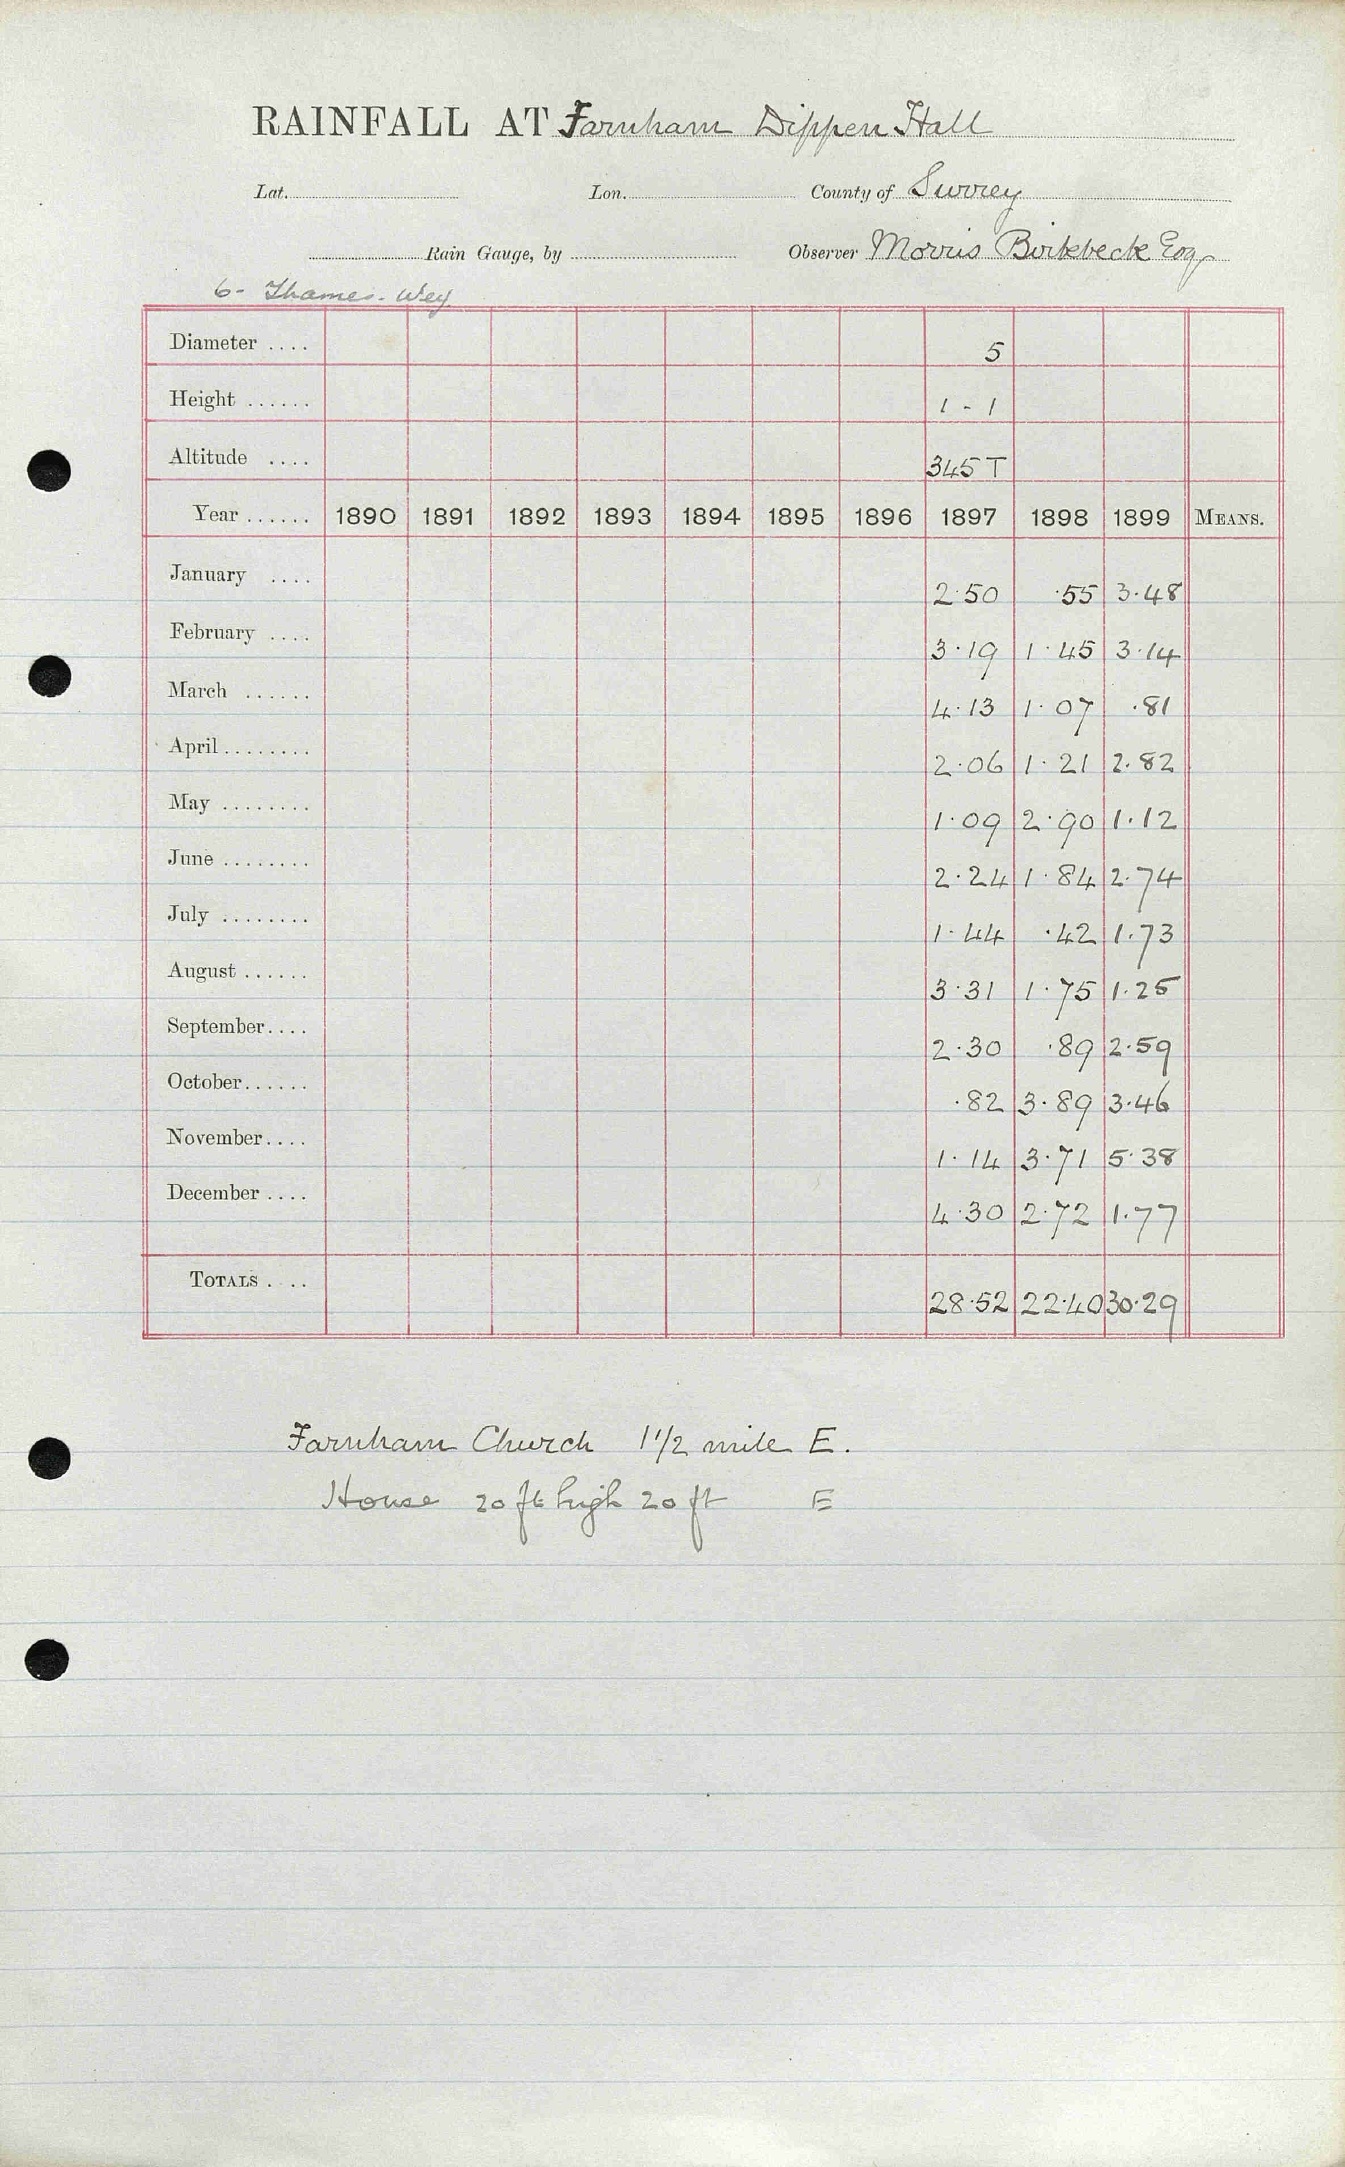 RAINFALL AT Farnham Dippen Hall
Lat. Lon. County of Surrey
Rain Gauge, by Observer Morris Birkbeck Esq
6- Thames. Wey
Diameter .... 5
Height ...... 1 - 1
Altitude .... 345 T
Year ...... 1890 1891 1892 1893 1894 1895 1896 1897 1898 1899 MEANS.
January .... 2.50 .55 3.48
February .... 3.19 1.45 3.14
March ...... 4.13 1.07 .81
April ........ 2.06 1.21 2.82
May ........ 1.09 2.90 1.12
June ........ 2.24 1.84 2.74
July ........ 1.44 .42 1.73
August ...... 3.31 1.75 1.25
September.... 2.30 .89 2.59
October...... .82 3.89 3.46
November.... 1.14 3.71 5.38
December .... 4.30 2.72 1.77
TOTALS . .. 28.52 22.40 30.29
Farnham Church 1 1/2 mile E.
House 20 ft high 20 ft E